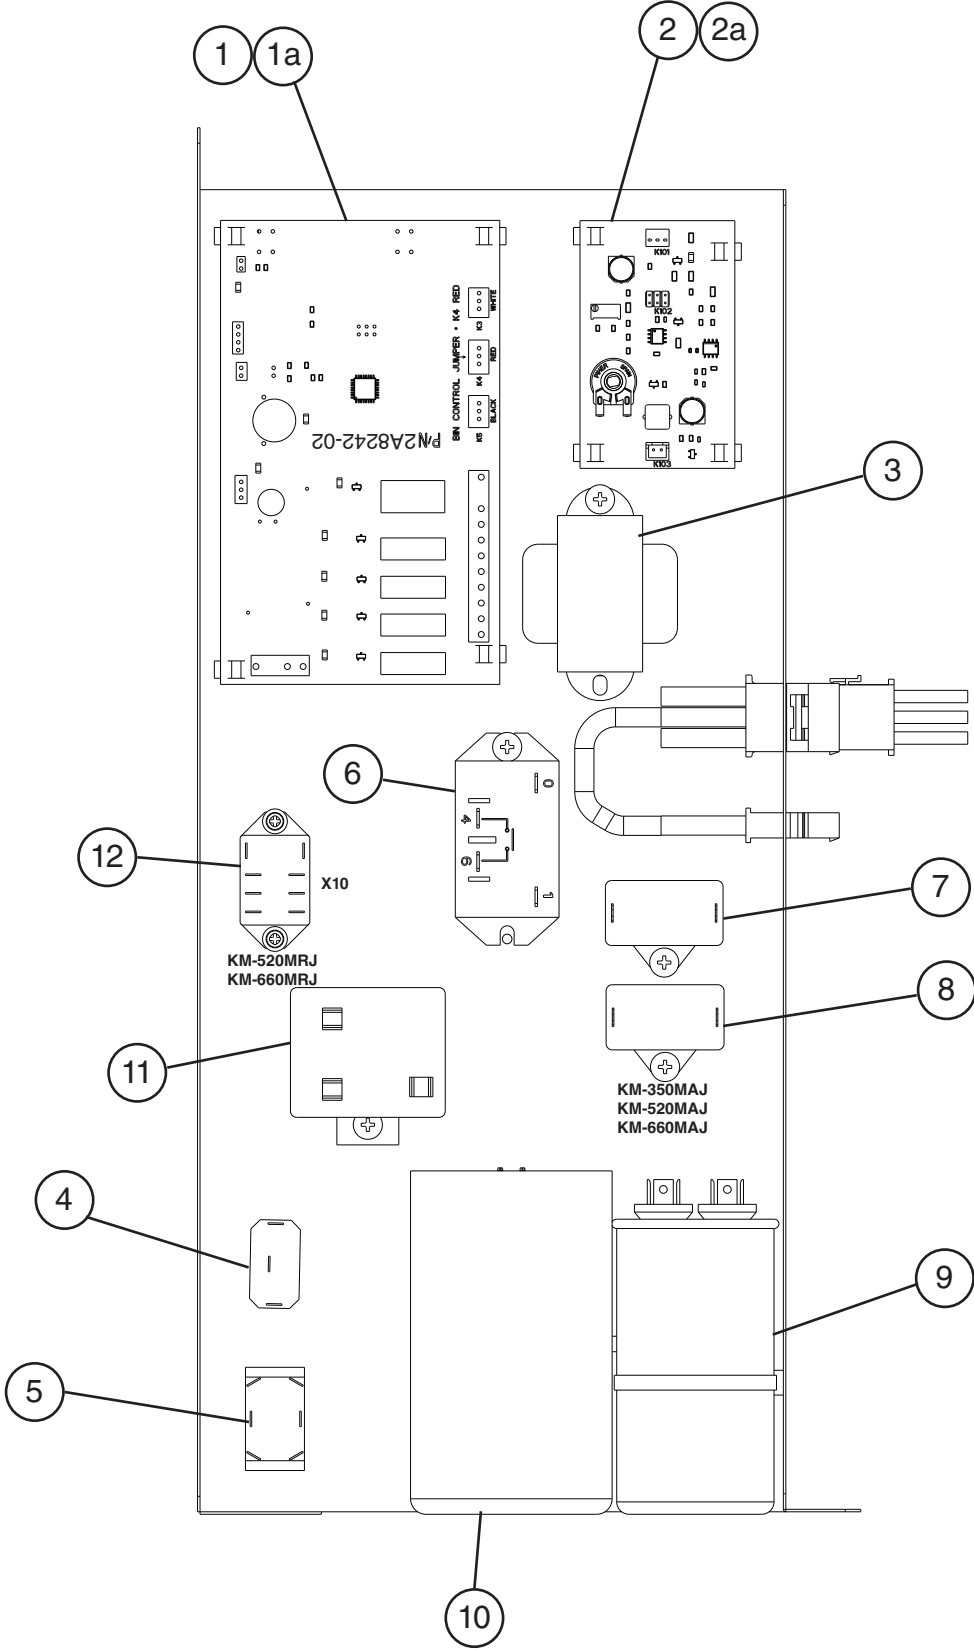 1 1a
2 2a
K101
K102
PIHER
SPAIN
K103
BIN CONTROL JUMPER • K4 RED
K3
WHITE
K4
RED
K5
BLACK
P/N2A8242-02
3
6
0
4
6
1
12
X10
KM-520MRJ
KM-660MRJ
7
8
KM-350MAJ
KM-520MAJ
KM-660MAJ
11
4
9
5
10